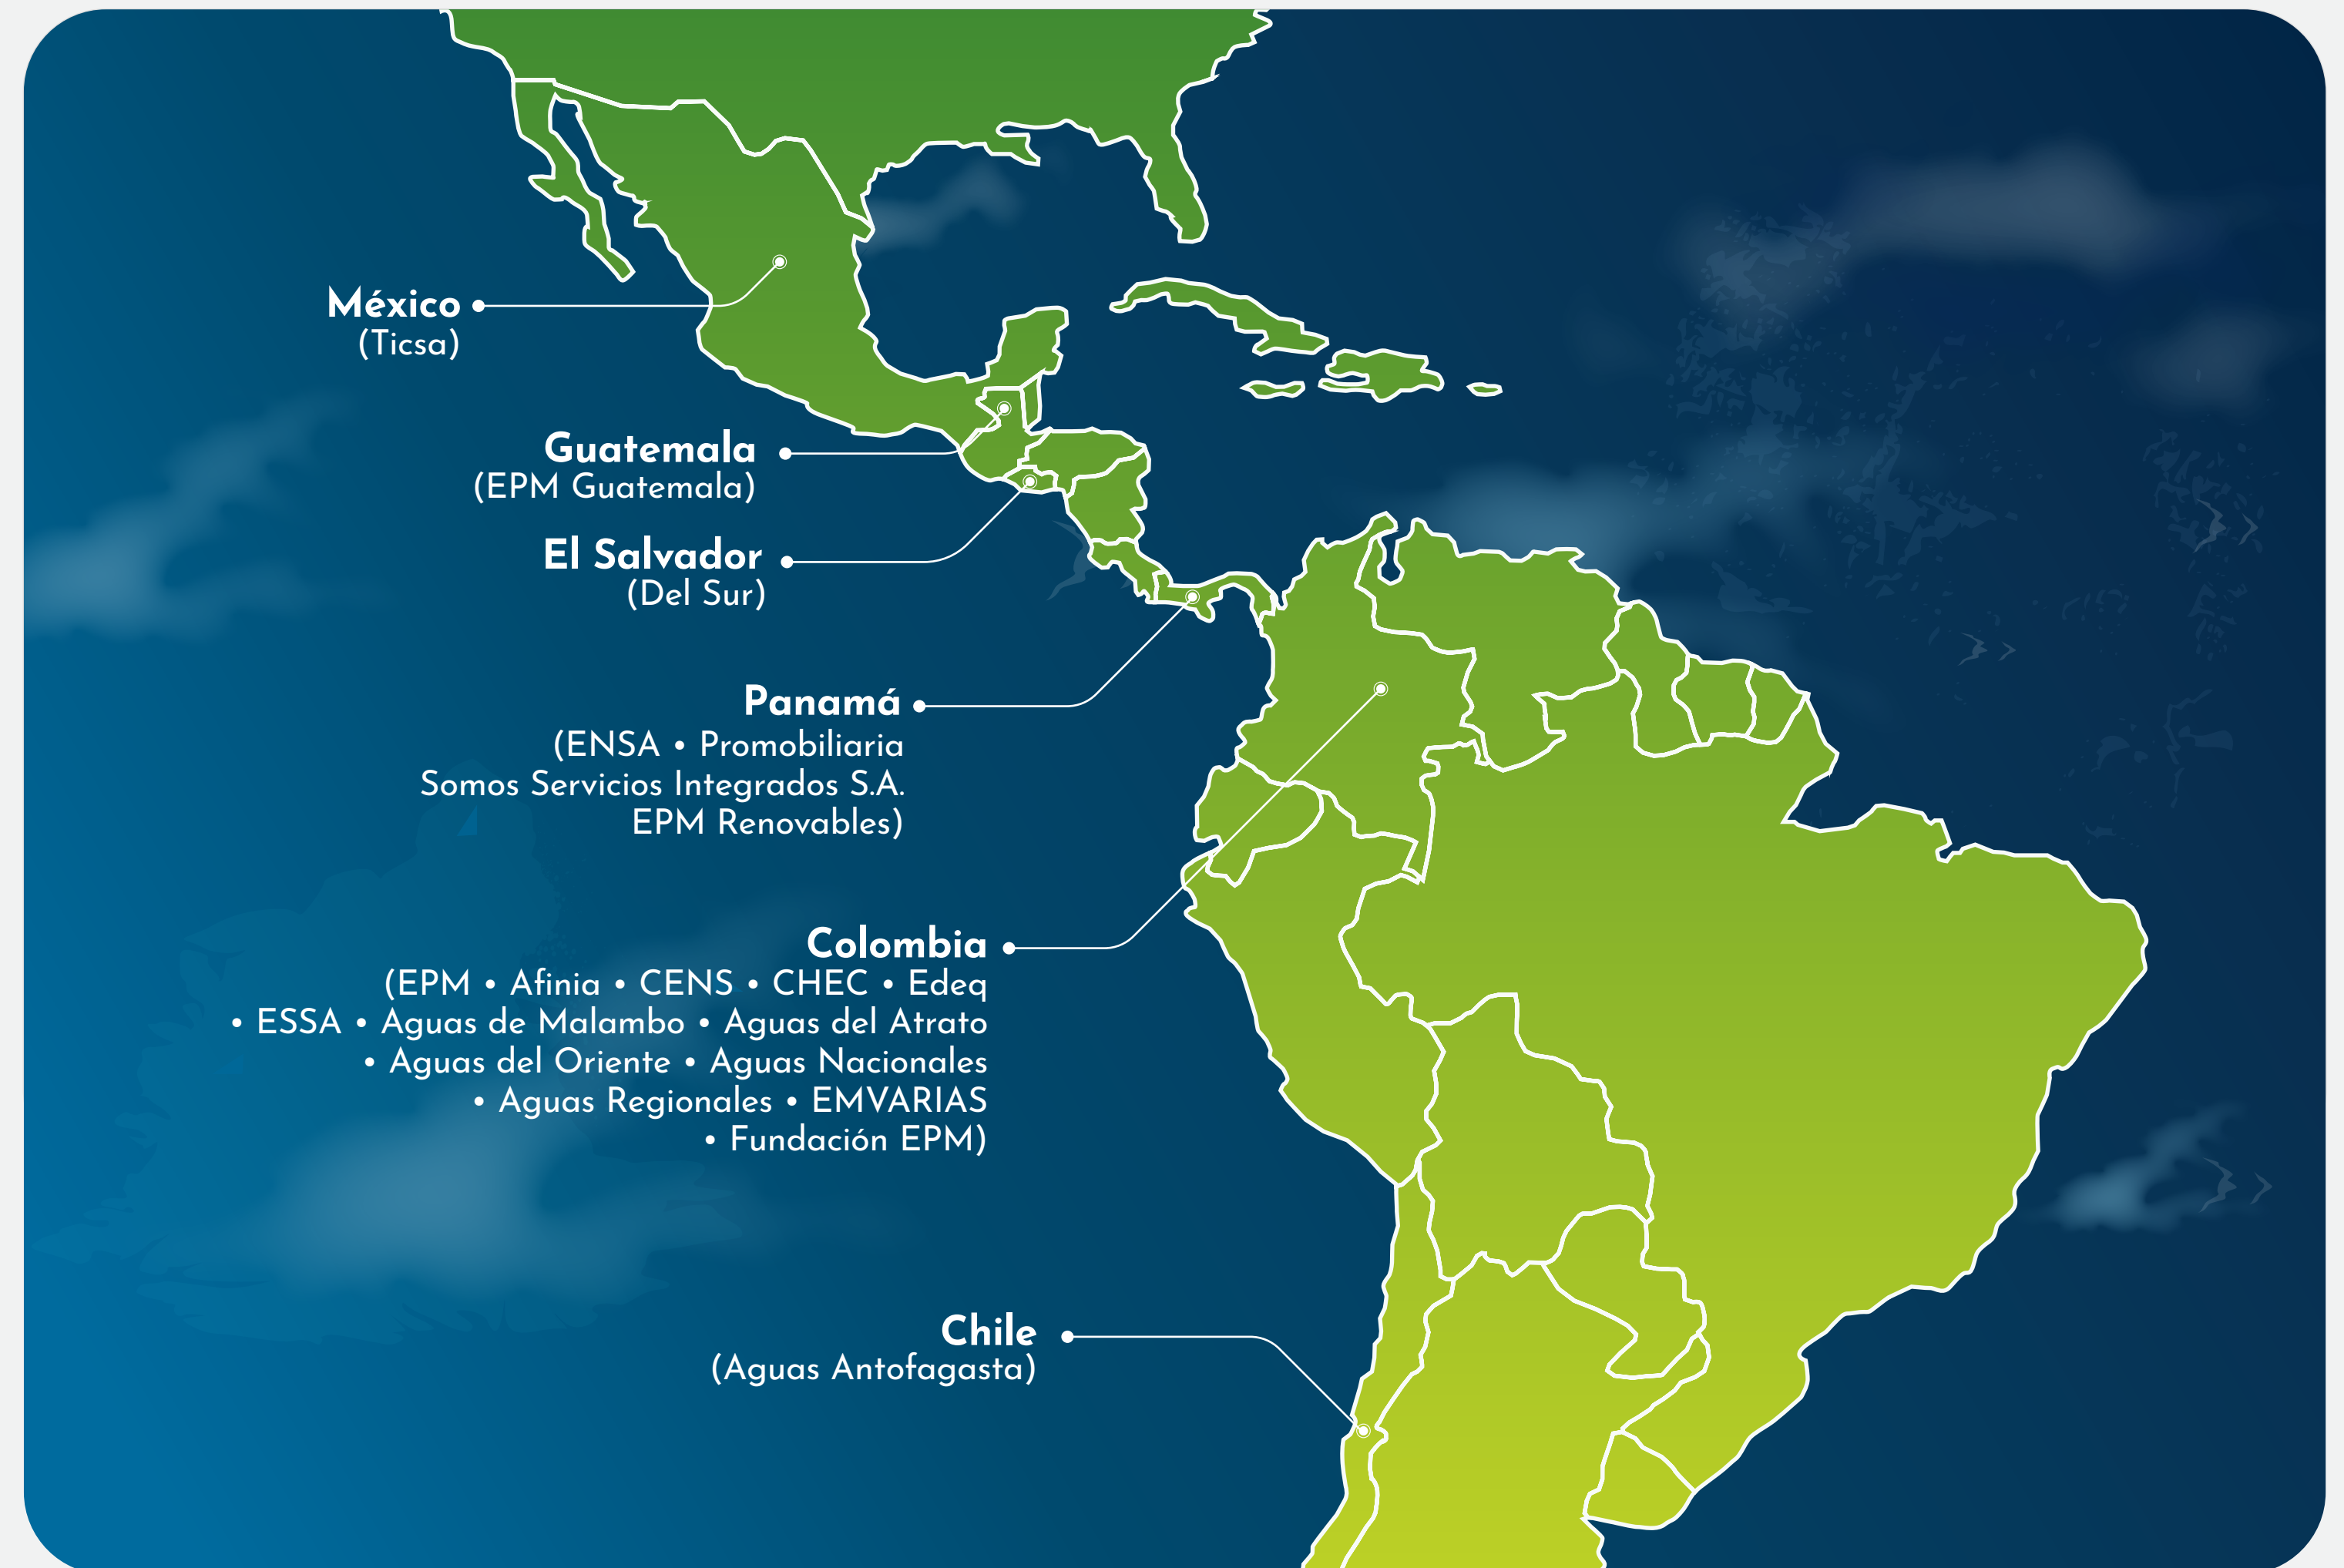 México
(Ticsa)
Guatemala
(EPM Guatemala)
El Salvador
(Del Sur)
Panamá
(ENSA • Promobiliaria
Somos Servicios Integrados S.A.
EPM Renovables)
Colombia
(EPM • Afinia • CENS • CHEC • Edeq
• ESSA • Aguas de Malambo • Aguas del Atrato
• Aguas del Oriente • Aguas Nacionales
• Aguas Regionales • EMVARIAS
• Fundación EPM)
Chile
(Aguas Antofagasta)